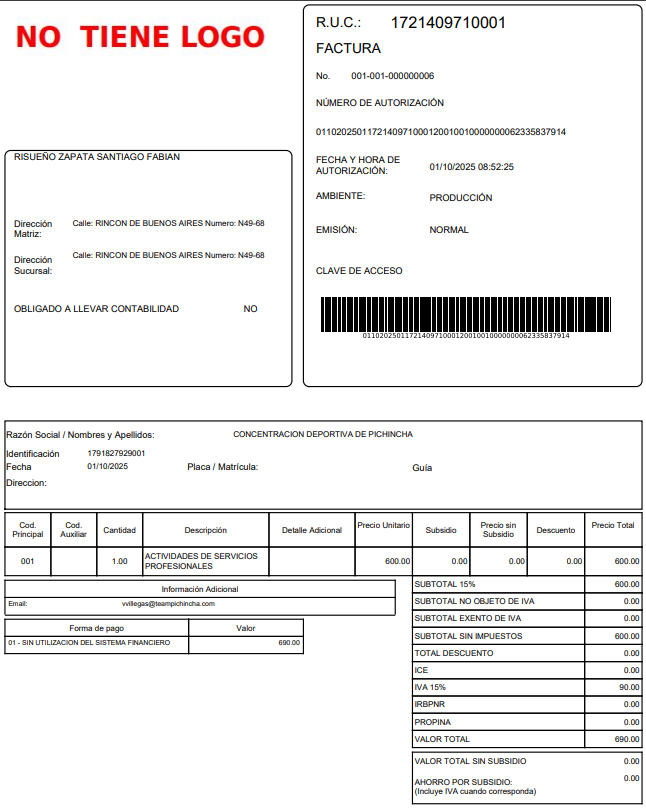 NO TIENE LOGO
R.U.C.: 1721409710001
FACTURA
No. 001-001-000000006
NÚMERO DE AUTORIZACIÓN
0110202501172140971000120010010000000062335837914
FECHA Y HORA DE AUTORIZACIÓN: 01/10/2025 08:52:25
AMBIENTE: PRODUCCIÓN
EMISIÓN: NORMAL
CLAVE DE ACCESO
0110202501172140971000120010010000000062335837914
RISUEÑO ZAPATA SANTIAGO FABIAN
Dirección Matriz: Calle: RINCON DE BUENOS AIRES Numero: N49-68
Dirección Sucursal: Calle: RINCON DE BUENOS AIRES Numero: N49-68
OBLIGADO A LLEVAR CONTABILIDAD NO
Razón Social / Nombres y Apellidos: CONCENTRACION DEPORTIVA DE PICHINCHA
Identificación 1791827929001
Fecha 01/10/2025 Placa / Matrícula: Guía
Direccion:
Cod. Principal Cod. Auxiliar Cantidad Descripción Detalle Adicional Precio Unitario Subsidio Precio sin Subsidio Descuento Precio Total
001 1.00 ACTIVIDADES DE SERVICIOS PROFESIONALES 600.00 0.00 0.00 0.00 600.00
Información Adicional
Email: vvillegas@teampichincha.com
Forma de pago Valor
01 - SIN UTILIZACION DEL SISTEMA FINANCIERO 690.00
SUBTOTAL 15% 600.00
SUBTOTAL NO OBJETO DE IVA 0.00
SUBTOTAL EXENTO DE IVA 0.00
SUBTOTAL SIN IMPUESTOS 600.00
TOTAL DESCUENTO 0.00
ICE 0.00
IVA 15% 90.00
IRBPNR 0.00
PROPINA 0.00
VALOR TOTAL 690.00
VALOR TOTAL SIN SUBSIDIO 0.00
AHORRO POR SUBSIDIO: 0.00
(Incluye IVA cuando corresponda)